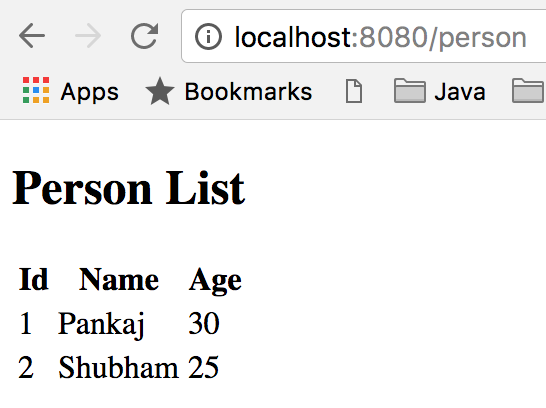 localhost:8080/person
Apps Bookmarks Java
Person List
Id Name Age
1 Pankaj 30
2 Shubham 25